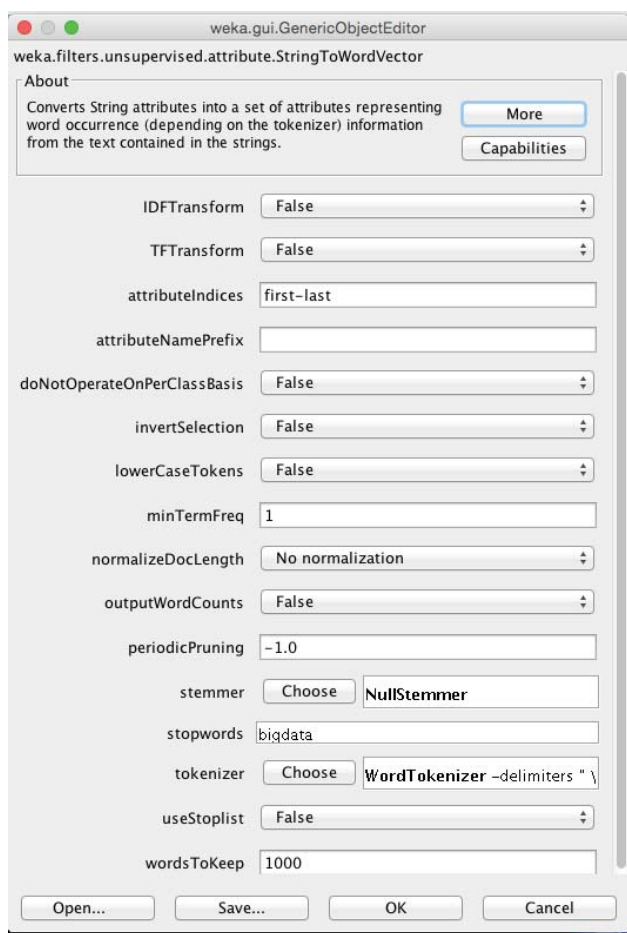 weka.gui.GenericObjectEditor
weka.filters.unsupervised.attribute.StringToWordVector
About
Converts String attributes into a set of attributes representing
word occurrence (depending on the tokenizer) information
from the text contained in the strings.
More
Capabilities
IDFTransform False
TFTransform False
attributeIndices first-last
attributeNamePrefix
doNotOperateOnPerClassBasis False
invertSelection False
lowerCaseTokens False
minTermFreq 1
normalizeDocLength No normalization
outputWordCounts False
periodicPruning -1.0
stemmer Choose NullStemmer
stopwords bigdata
tokenizer Choose WordTokenizer -delimiters " \
useStoplist False
wordsToKeep 1000
Open... Save... OK Cancel